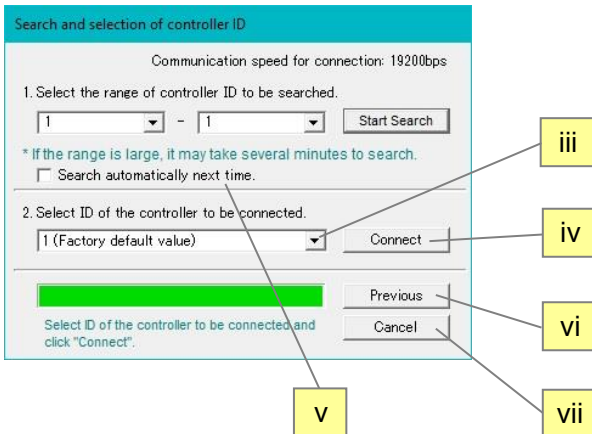 Search and selection of controller ID
Communication speed for connection: 19200bps
1. Select the range of controller ID to be searched.
1 - 1 Start Search
* If the range is large, it may take several minutes to search.
Search automatically next time.
iii
2. Select ID of the controller to be connected.
1 (Factory default value) Connect
iv
Previous
Select ID of the controller to be connected and
click "Connect".
Cancel
vi
v
vii